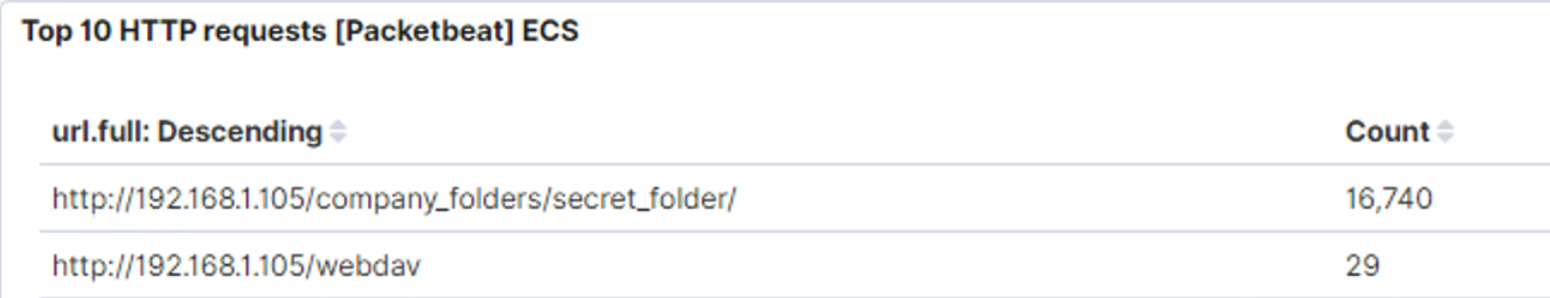 Top 10 HTTP requests [Packetbeat] ECS
url.full: Descending Count
http://192.168.1.105/company_folders/secret_folder/ 16,740
http://192.168.1.105/webdav 29